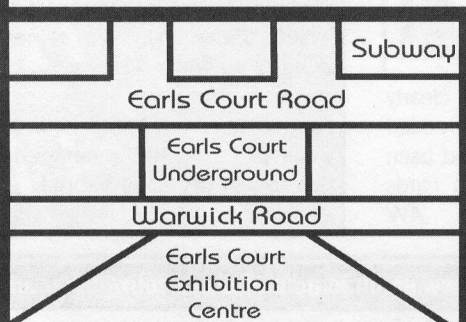 Subway
Earls Court Road
Earls Court
Underground
Warwick Road
Earls Court
Exhibition
Centre